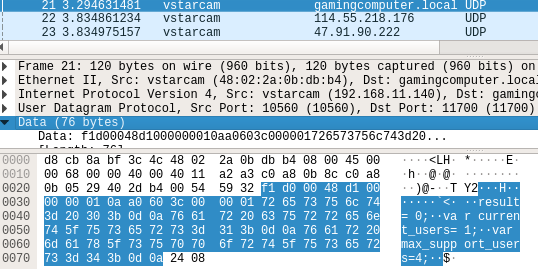 21 3.294631481 vstarcam gamingcomputer.local UDP
22 3.834861234 vstarcam 114.55.218.176 UDP
23 3.834975157 vstarcam 47.91.90.222 UDP
Frame 21: 120 bytes on wire (960 bits), 120 bytes captured (960 bits) on
Ethernet II, Src: vstarcam (48:02:2a:0b:db:b4), Dst: gamingcomputer.loca
Internet Protocol Version 4, Src: vstarcam (192.168.11.140), Dst: gaming
User Datagram Protocol, Src Port: 10560 (10560), Dst Port: 11700 (11700)
Data (76 bytes)
Data: f1d00048d1000000010aa0603c000001726573756c743d20...
0000 d8 cb 8a bf 3c 4c 48 02 2a 0b db b4 08 00 45 00 ····<LH· *·····E·
0010 00 68 00 00 40 00 40 11 a2 a3 c0 a8 0b 8c c0 a8 ·h··@·@· ········
0020 0b 05 29 40 2d b4 00 54 59 32 f1 d0 00 48 d1 00 ··)@-··T Y2···H··
0030 00 00 01 0a a0 60 3c 00 00 01 72 65 73 75 6c 74 ·····`<· ··result
0040 3d 20 30 3b 0d 0a 76 61 72 20 63 75 72 72 65 6e = 0;··va r curren
0050 74 5f 75 73 65 72 73 3d 31 3b 0d 0a 76 61 72 20 t_users= 1;··var
0060 6d 61 78 5f 73 75 70 70 6f 72 74 5f 75 73 65 72 max_supp ort_user
0070 73 3d 34 3b 0d 0a 24 08 s=4;··$·